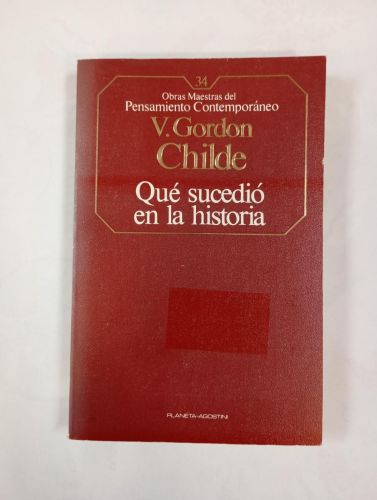 34
Obras Maestras del
Pensamiento Contemporáneo
V. Gordon
Childe
Qué sucedió
en la historia
PLANETA-AGOSTINI